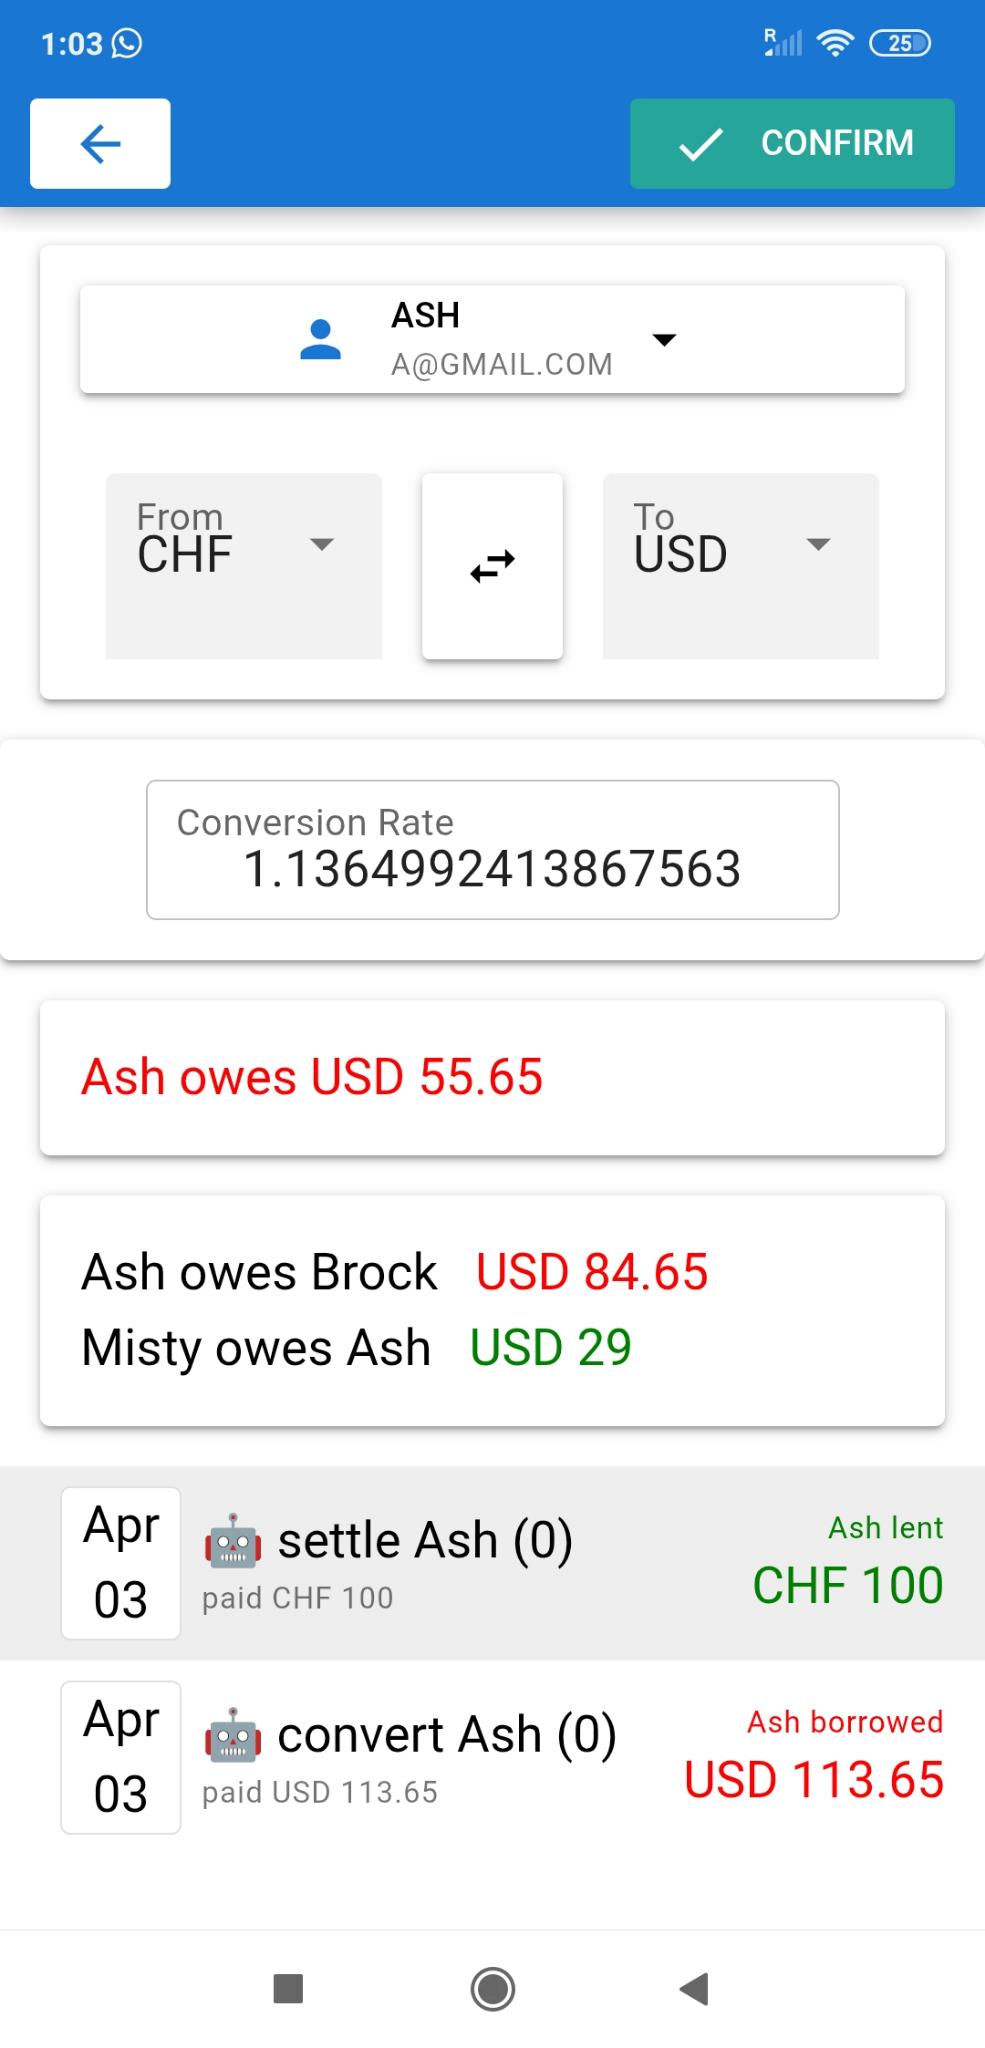 1:03
R
25
CONFIRM
ASH
A@GMAIL.COM
From
CHF
To
USD
Conversion Rate
1.1364992413867563
Ash owes USD 55.65
Ash owes Brock USD 84.65
Misty owes Ash USD 29
Apr
03
🤖 settle Ash (0)
paid CHF 100
Ash lent
CHF 100
Apr
03
🤖 convert Ash (0)
paid USD 113.65
Ash borrowed
USD 113.65